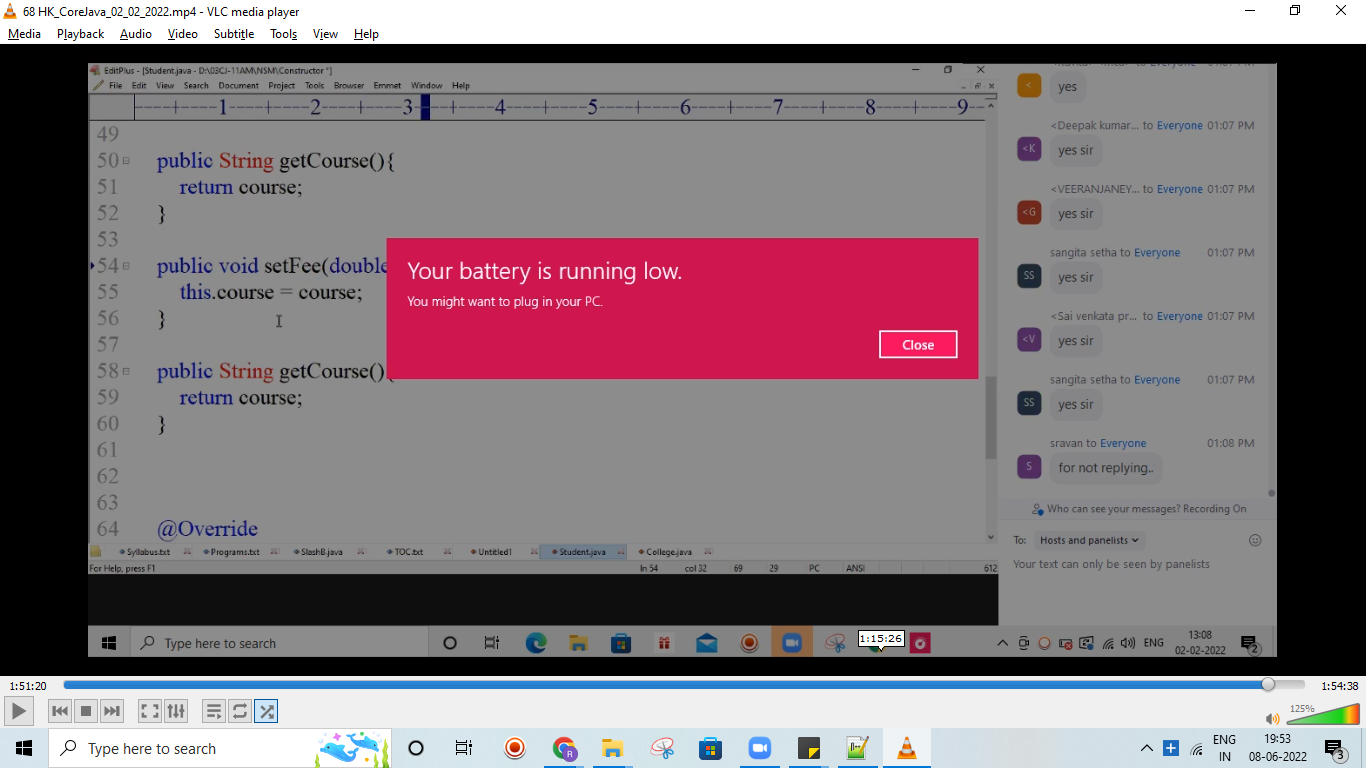 68 HK_CoreJava_02_02_2022.mp4 - VLC media player
Media Playback Audio Video Subtitle Tools View Help
EditPlus - [Student.java - D:\03CJ-11AM\NSM\Constructor *]
File Edit View Search Document Project Tools Browser Emmet Window Help
----+----1----+----2----+----3----+----4----+----5----+----6----+----7----+----8----+----9--
49
50 public String getCourse(){
51 return course;
52 }
53
54 public void setFee(double
55 this.course = course;
56 }
57
58 public String getCourse(){
59 return course;
60 }
61
62
63
64 @Override
Your battery is running low.
You might want to plug in your PC.
Close
Syllabus.txt Programs.txt SlashB.java TOC.txt Untitled1 Student.java College.java
For Help, press F1 ln 54 col 32 69 29 PC ANSI 612
to Everyone 01:07 PM
<
yes
<Deepak kumar... to Everyone 01:07 PM
<K
yes sir
<VEERANJANEY... to Everyone 01:07 PM
<G
yes sir
sangita setha to Everyone 01:07 PM
SS
yes sir
<Sai venkata pr... to Everyone 01:07 PM
<V
yes sir
sangita setha to Everyone 01:07 PM
SS
yes sir
sravan to Everyone 01:08 PM
S
for not replying..
Who can see your messages? Recording On
To: Hosts and panelists
Your text can only be seen by panelists
Type here to search
1:15:26
ENG
13:08
02-02-2022
2
1:51:20
1:54:38
125%
Type here to search
R
ENG
IN
19:53
08-06-2022
3